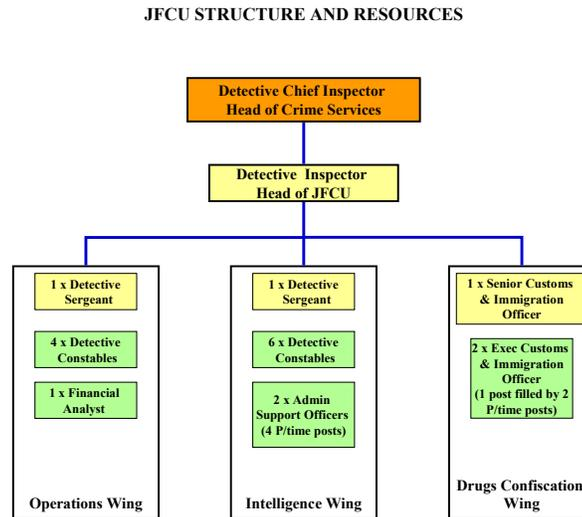 JFCU STRUCTURE AND RESOURCES
Detective Chief Inspector
Head of Crime Services
Detective Inspector
Head of JFCU
1 x Detective
Sergeant
4 x Detective
Constables
1 x Financial
Analyst
Operations Wing
1 x Detective
Sergeant
6 x Detective
Constables
2 x Admin
Support Officers
(4 P/time posts)
Intelligence Wing
1 x Senior Customs
& Immigration
Officer
2 x Exec Customs
& Immigration
Officer
(1 post filled by 2
P/time posts)
Drugs Confiscation
Wing